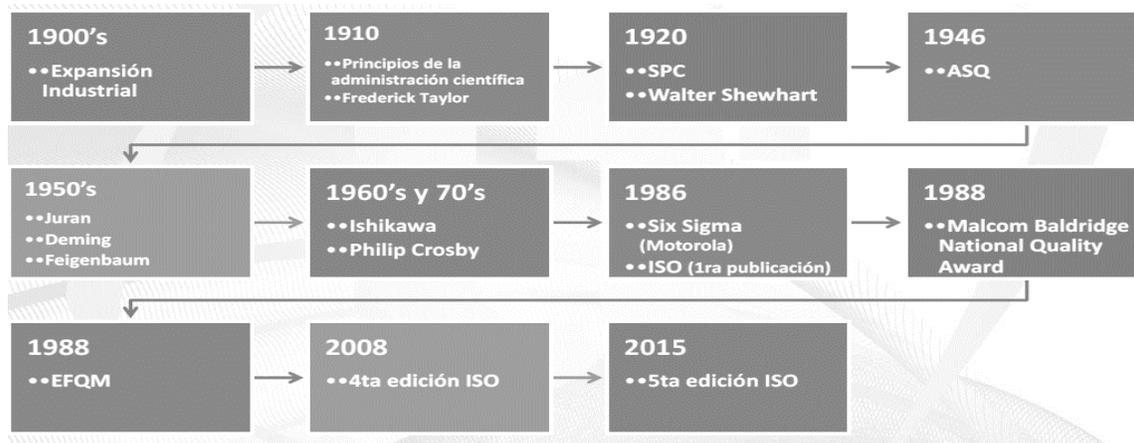 1900's
••Expansión
Industrial
1910
••Principios de la
administración científica
••Frederick Taylor
1920
••SPC
••Walter Shewhart
1946
••ASQ
1950's
••Juran
••Deming
••Feigenbaum
1960's y 70's
••Ishikawa
••Philip Crosby
1986
••Six Sigma
(Motorola)
••ISO (1ra publicación)
1988
••Malcom Baldridge
National Quality
Award
1988
••EFQM
2008
••4ta edición ISO
2015
••5ta edición ISO